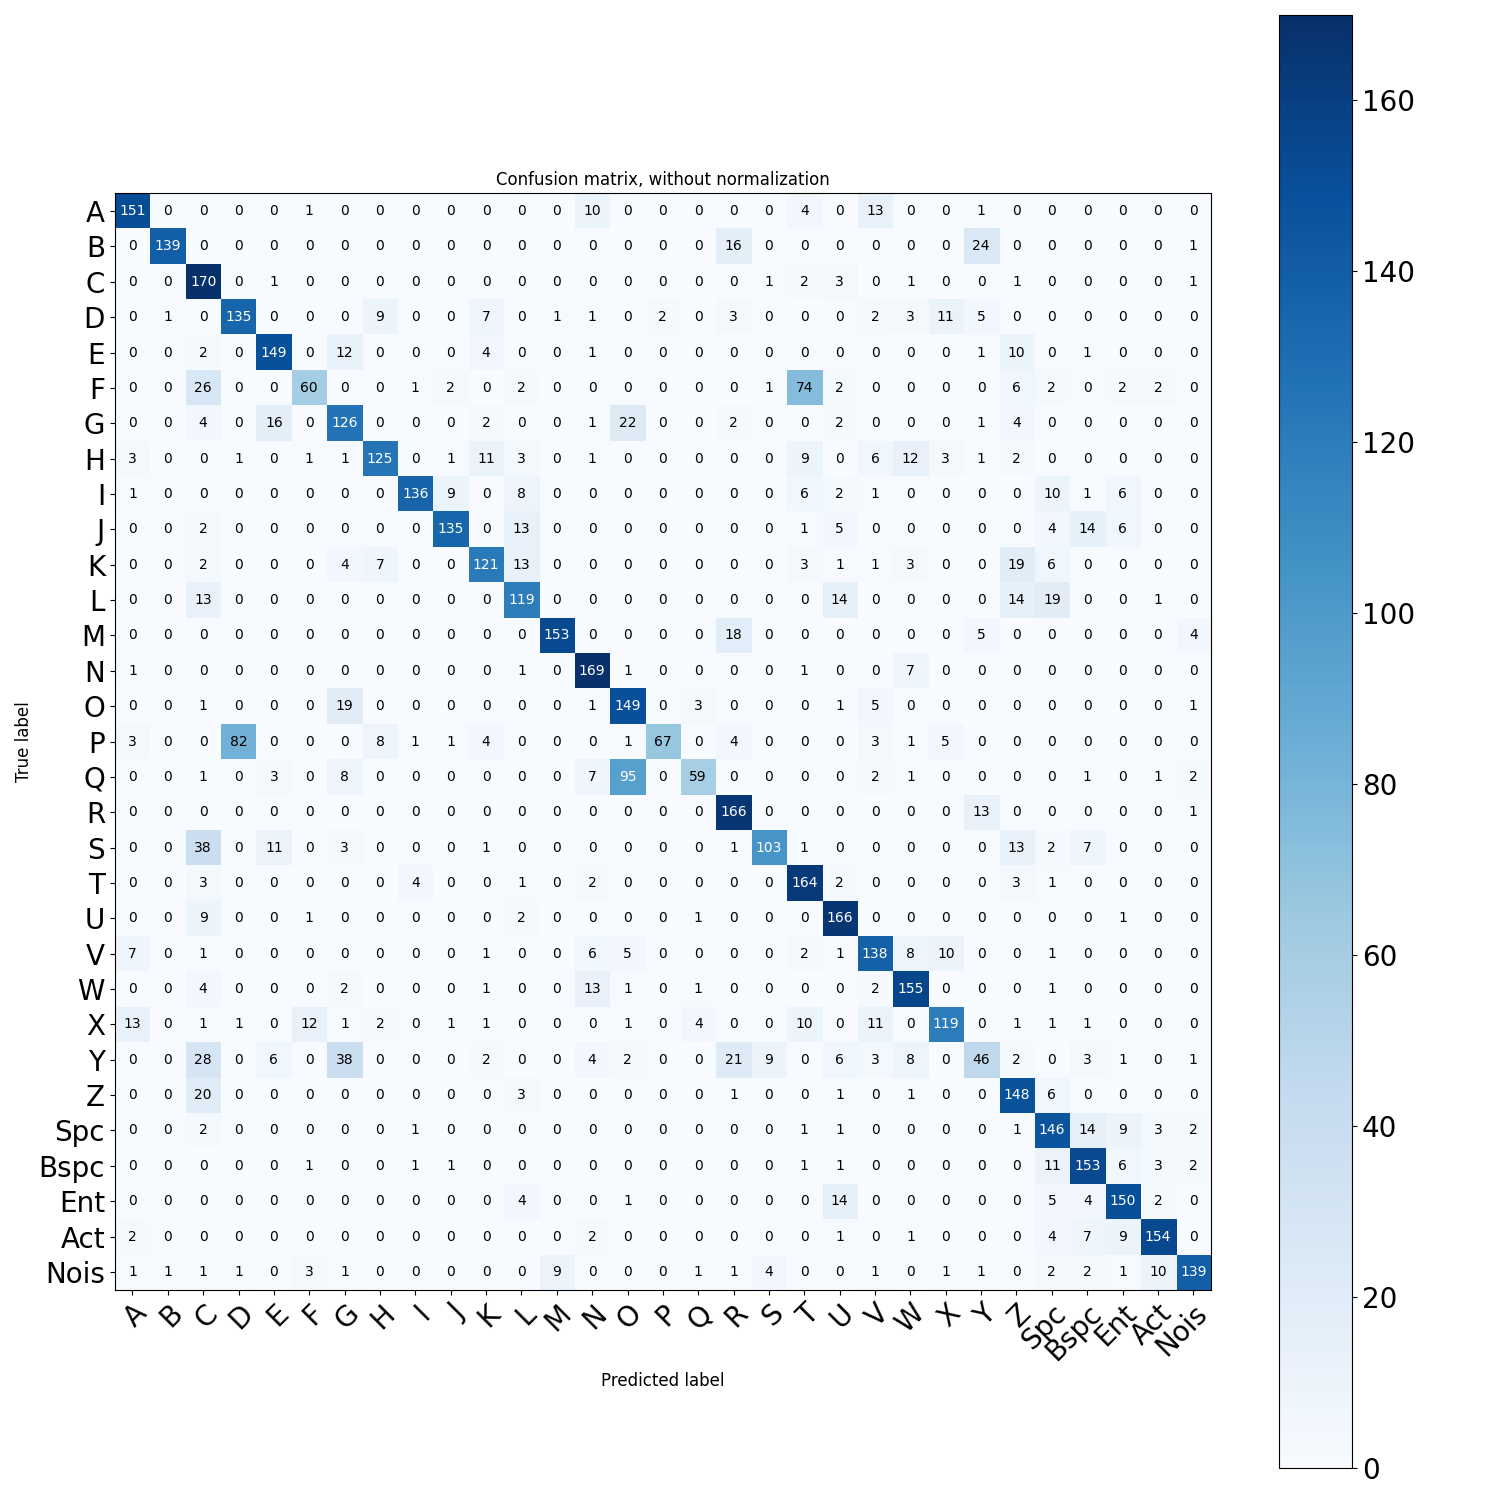 Confusion matrix, without normalization
True label
A 151 0 0 0 0 1 0 0 0 0 0 0 0 10 0 0 0 0 0 4 0 13 0 0 1 0 0 0 0 0 0
B 0 139 0 0 0 0 0 0 0 0 0 0 0 0 0 0 0 16 0 0 0 0 0 0 24 0 0 0 0 0 1
C 0 0 170 0 1 0 0 0 0 0 0 0 0 0 0 0 0 0 1 2 3 0 1 0 0 1 0 0 0 0 1
D 0 1 0 135 0 0 0 9 0 0 7 0 1 1 0 2 0 3 0 0 0 2 3 11 5 0 0 0 0 0 0
E 0 0 2 0 149 0 12 0 0 0 4 0 0 1 0 0 0 0 0 0 0 0 0 0 1 10 0 1 0 0 0
F 0 0 26 0 0 60 0 0 1 2 0 2 0 0 0 0 0 0 1 74 2 0 0 0 0 6 2 0 2 2 0
G 0 0 4 0 16 0 126 0 0 0 2 0 0 1 22 0 0 2 0 0 2 0 0 0 1 4 0 0 0 0 0
H 3 0 0 1 0 1 1 125 0 1 11 3 0 1 0 0 0 0 0 9 0 6 12 3 1 2 0 0 0 0 0
I 1 0 0 0 0 0 0 0 136 9 0 8 0 0 0 0 0 0 0 6 2 1 0 0 0 0 10 1 6 0 0
J 0 0 2 0 0 0 0 0 0 135 0 13 0 0 0 0 0 0 0 1 5 0 0 0 0 0 4 14 6 0 0
K 0 0 2 0 0 0 4 7 0 0 121 13 0 0 0 0 0 0 0 3 1 1 3 0 0 19 6 0 0 0 0
L 0 0 13 0 0 0 0 0 0 0 0 119 0 0 0 0 0 0 0 0 14 0 0 0 0 14 19 0 0 1 0
M 0 0 0 0 0 0 0 0 0 0 0 0 153 0 0 0 0 18 0 0 0 0 0 0 5 0 0 0 0 0 4
N 1 0 0 0 0 0 0 0 0 0 0 1 0 169 1 0 0 0 0 1 0 0 7 0 0 0 0 0 0 0 0
O 0 0 1 0 0 0 19 0 0 0 0 0 0 1 149 0 3 0 0 0 1 5 0 0 0 0 0 0 0 0 1
P 3 0 0 82 0 0 0 8 1 1 4 0 0 0 1 67 0 4 0 0 0 3 1 5 0 0 0 0 0 0 0
Q 0 0 1 0 3 0 8 0 0 0 0 0 0 7 95 0 59 0 0 0 0 2 1 0 0 0 0 1 0 1 2
R 0 0 0 0 0 0 0 0 0 0 0 0 0 0 0 0 0 166 0 0 0 0 0 0 13 0 0 0 0 0 1
S 0 0 38 0 11 0 3 0 0 0 1 0 0 0 0 0 0 1 103 1 0 0 0 0 0 13 2 7 0 0 0
T 0 0 3 0 0 0 0 0 4 0 0 1 0 2 0 0 0 0 0 164 2 0 0 0 0 3 1 0 0 0 0
U 0 0 9 0 0 1 0 0 0 0 0 2 0 0 0 0 1 0 0 0 166 0 0 0 0 0 0 0 1 0 0
V 7 0 1 0 0 0 0 0 0 0 1 0 0 6 5 0 0 0 0 2 1 138 8 10 0 0 1 0 0 0 0
W 0 0 4 0 0 0 2 0 0 0 1 0 0 13 1 0 1 0 0 0 0 2 155 0 0 0 1 0 0 0 0
X 13 0 1 1 0 12 1 2 0 1 1 0 0 0 1 0 4 0 0 10 0 11 0 119 0 1 1 1 0 0 0
Y 0 0 28 0 6 0 38 0 0 0 2 0 0 4 2 0 0 21 9 0 6 3 8 0 46 2 0 3 1 0 1
Z 0 0 20 0 0 0 0 0 0 0 0 3 0 0 0 0 0 1 0 0 1 0 1 0 0 148 6 0 0 0 0
Spc 0 0 2 0 0 0 0 0 1 0 0 0 0 0 0 0 0 0 0 1 1 0 0 0 0 1 146 14 9 3 2
Bspc 0 0 0 0 0 1 0 0 1 1 0 0 0 0 0 0 0 0 0 1 1 0 0 0 0 0 11 153 6 3 2
Ent 0 0 0 0 0 0 0 0 0 0 0 4 0 0 1 0 0 0 0 0 14 0 0 0 0 0 5 4 150 2 0
Act 2 0 0 0 0 0 0 0 0 0 0 0 0 2 0 0 0 0 0 0 1 0 1 0 0 0 4 7 9 154 0
Nois 1 1 1 1 0 3 1 0 0 0 0 0 9 0 0 0 1 1 4 0 0 1 0 1 1 0 2 2 1 10 139
A B C D E F G H I J K L M N O P Q R S T U V W X Y Z Spc Bspc Ent Act Nois
Predicted label
160
140
120
100
80
60
40
20
0